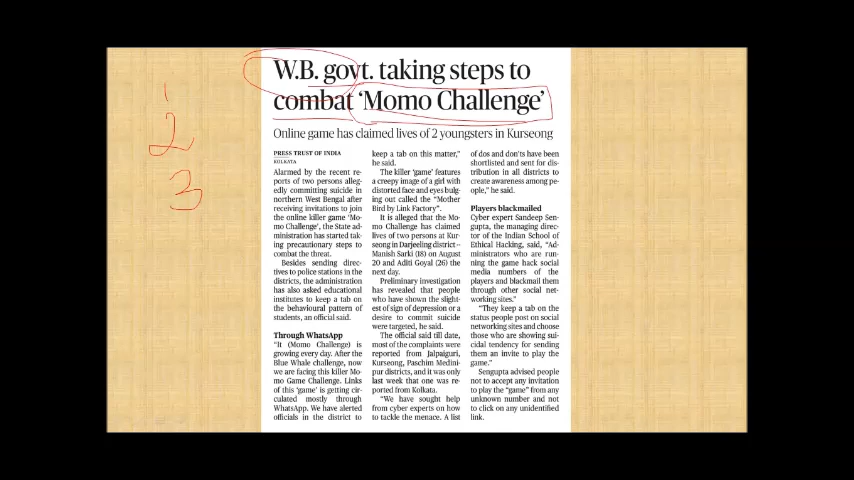 W.B. govt. taking steps to
combat ‘Momo Challenge’
Online game has claimed lives of 2 youngsters in Kurseong
PRESS TRUST OF INDIA
KOLKATA
Alarmed by the recent re-
ports of two persons alleg-
edly committing suicide in
northern West Bengal after
receiving invitations to join
the online killer game ‘Mo-
mo Challenge’, the State ad-
ministration has started tak-
ing precautionary steps to
combat the threat.
Besides sending direc-
tives to police stations in the
districts, the administration
has also asked educational
institutes to keep a tab on
the behavioural pattern of
students, an official said.
Through WhatsApp
“It (Momo Challenge) is
growing every day. After the
Blue Whale challenge, now
we are facing this killer Mo-
mo Game Challenge. Links
of this ‘game’ is getting cir-
culated mostly through
WhatsApp. We have alerted
officials in the district to
keep a tab on this matter,”
he said.
The killer ‘game’ features
a creepy image of a girl with
distorted face and eyes bulg-
ing out called the “Mother
Bird by Link Factory”.
It is alleged that the Mo-
mo Challenge has claimed
lives of two persons at Kur-
seong in Darjeeling district –
Manish Sarki (18) on August
20 and Aditi Goyal (26) the
next day.
Preliminary investigation
has revealed that people
who have shown the slight-
est of sign of depression or a
desire to commit suicide
were targeted, he said.
The official said till date,
most of the complaints were
reported from Jalpaiguri,
Kurseong, Paschim Medini-
pur districts, and it was only
last week that one was re-
ported from Kolkata.
“We have sought help
from cyber experts on how
to tackle the menace. A list
of dos and don’ts have been
shortlisted and sent for dis-
tribution in all districts to
create awareness among pe-
ople,” he said.
Players blackmailed
Cyber expert Sandeep Sen-
gupta, the managing direc-
tor of the Indian School of
Ethical Hacking, said, “Ad-
ministrators who are run-
ning the game hack social
media numbers of the
players and blackmail them
through other social net-
working sites.”
“They keep a tab on the
status people post on social
networking sites and choose
those who are showing sui-
cidal tendency for sending
them an invite to play the
game.”
Sengupta advised people
not to accept any invitation
to play the “game” from any
unknown number and not
to click on any unidentified
link.
1
2
3